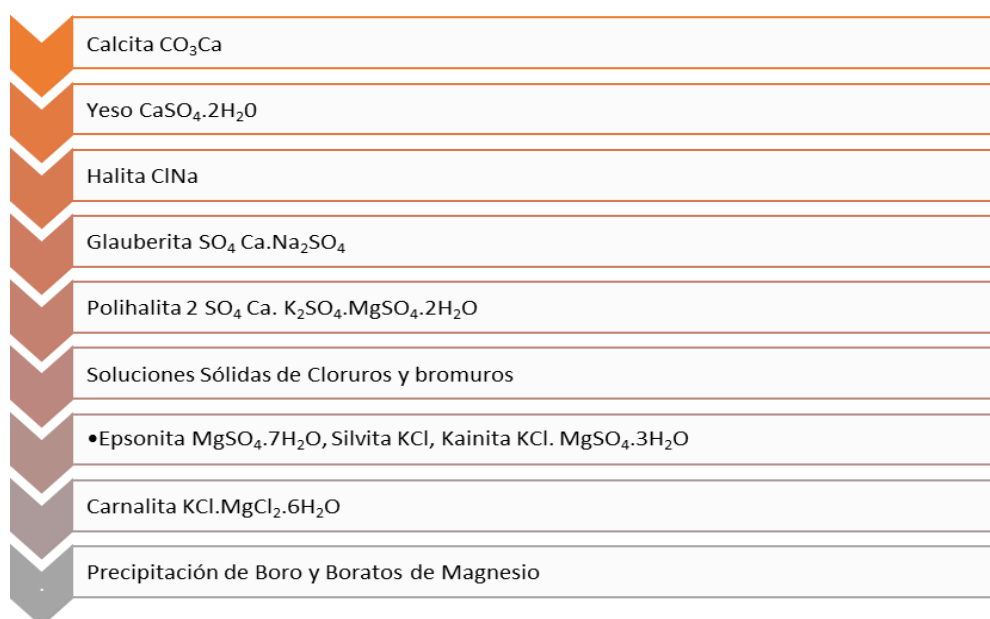 Calcita CO₃Ca
Yeso CaSO₄.2H₂0
Halita ClNa
Glauberita SO₄ Ca.Na₂SO₄
Polihalita 2 SO₄ Ca. K₂SO₄.MgSO₄.2H₂O
Soluciones Sólidas de Cloruros y bromuros
•Epsonita MgSO₄.7H₂O, Silvita KCl, Kainita KCl. MgSO₄.3H₂O
Carnalita KCl.MgCl₂.6H₂O
Precipitación de Boro y Boratos de Magnesio